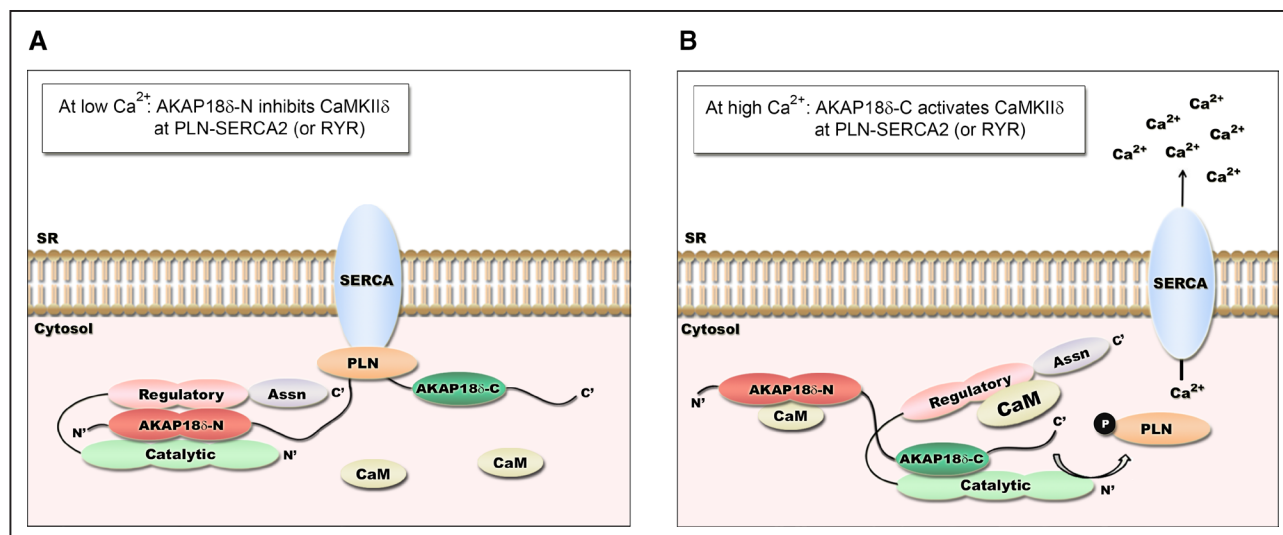 A
At low Ca²⁺: AKAP18δ-N inhibits CaMKIIδ
at PLN-SERCA2 (or RYR)
SR
SERCA
Cytosol
PLN
Regulatory
Assn
C'
AKAP18δ-C
C'
N'
AKAP18δ-N
Catalytic
N'
CaM
CaM
B
At high Ca²⁺: AKAP18δ-C activates CaMKIIδ
at PLN-SERCA2 (or RYR)
Ca²⁺
Ca²⁺
Ca²⁺
Ca²⁺
Ca²⁺
Ca²⁺
SR
SERCA
Cytosol
C'
Assn
Regulatory
CaM
Ca²⁺
N'
AKAP18δ-N
CaM
C'
P
PLN
AKAP18δ-C
Catalytic
N'